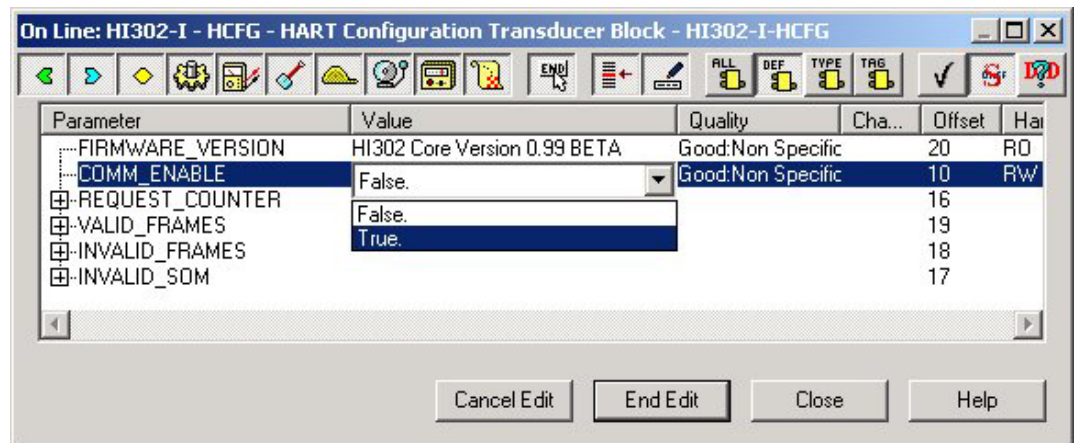 On Line: HI302-I - HCFG - HART Configuration Transducer Block - HI302-I-HCFG
END ALL DEF TYPE TAG
Parameter Value Quality Cha... Offset Ha
FIRMWARE_VERSION HI302 Core Version 0.99 BETA Good:Non Specific 20 RO
COMM_ENABLE False. Good:Non Specific 10 RW
REQUEST_COUNTER 16
False.
VALID_FRAMES 19
True.
INVALID_FRAMES 18
INVALID_SOM 17
Cancel Edit End Edit Close Help